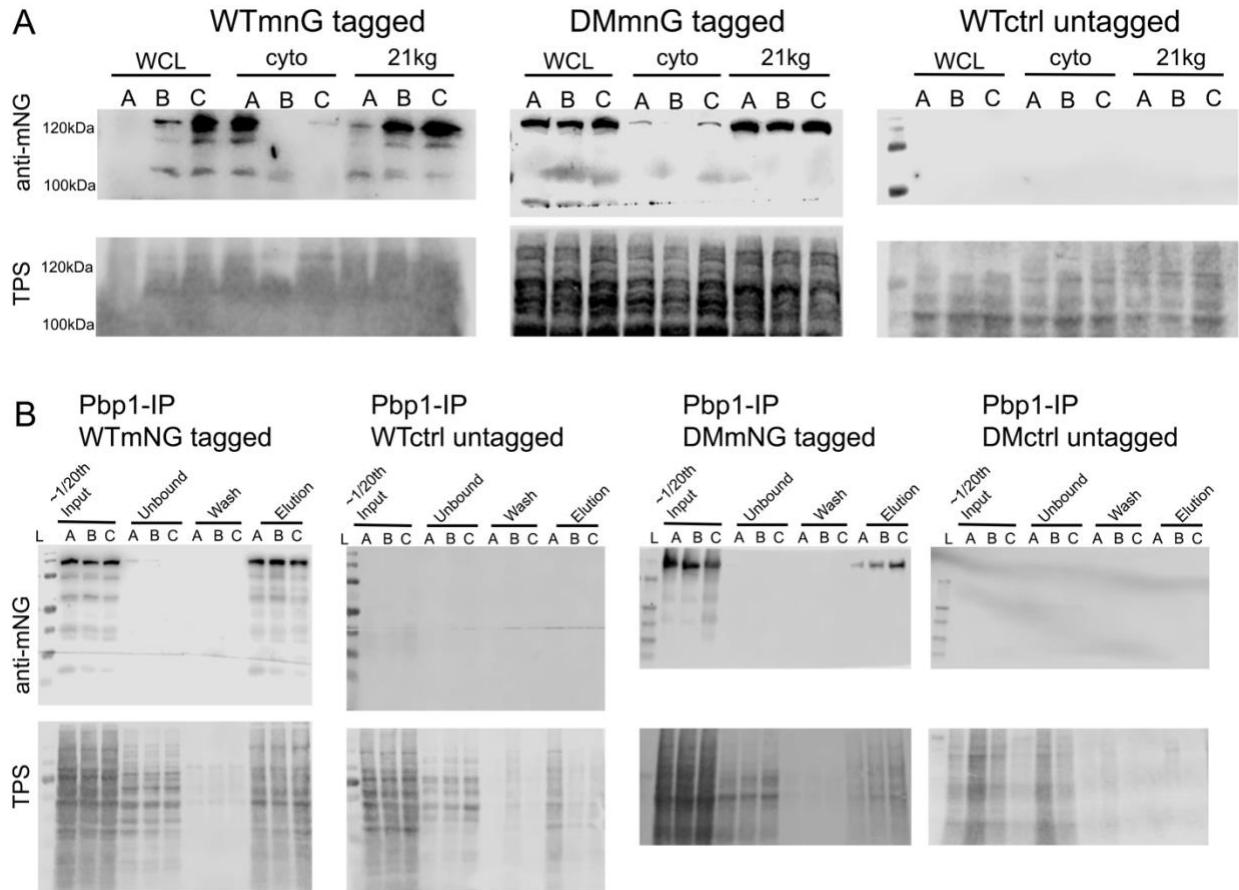 A
WTmnG tagged
DMmnG tagged
WTctrl untagged
WCL cyto 21kg
WCL cyto 21kg
WCL cyto 21kg
A B C A B C A B C
A B C A B C A B C
A B C A B C A B C
anti-mNG
120kDa
100kDa
TPS
120kDa
100kDa
B
Pbp1-IP
WTmNG tagged
Pbp1-IP
WTctrl untagged
Pbp1-IP
DMmNG tagged
Pbp1-IP
DMctrl untagged
~1/20th
Input
Unbound
Wash
Elution
~1/20th
Input
Unbound
Wash
Elution
~1/20th
Input
Unbound
Wash
Elution
~1/20th
Input
Unbound
Wash
Elution
L A B C A B C A B C A B C
L A B C A B C A B C A B C
L A B C A B C A B C A B C
L A B C A B C A B C A B C
anti-mNG
TPS